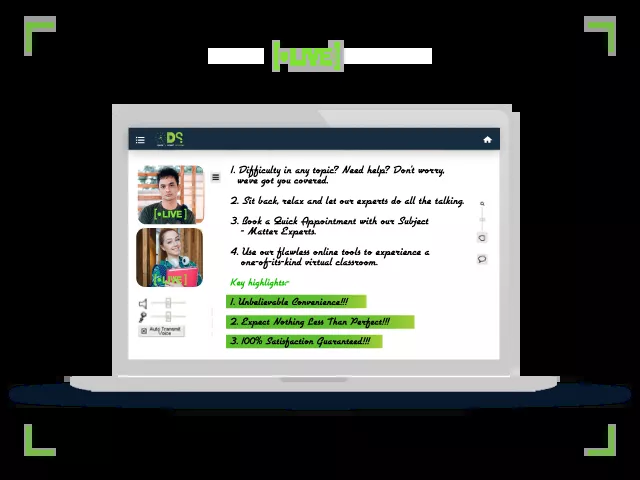 [•LIVE]
DS
1. Difficulty in any topic? Need help? Don't worry,
we've got you covered.
[•LIVE]
2. Sit back, relax and let our experts do all the talking.
3. Book a Quick Appointment with our Subject
- Matter Experts.
4. Use our flawless online tools to experience a
one-of-its-kind virtual classroom.
[•LIVE]
Key highlights:-
1. Unbelievable Convenience!!!
2. Expect Nothing Less Than Perfect!!!
3. 100% Satisfaction Guaranteed!!!
Auto Transmit
Voice